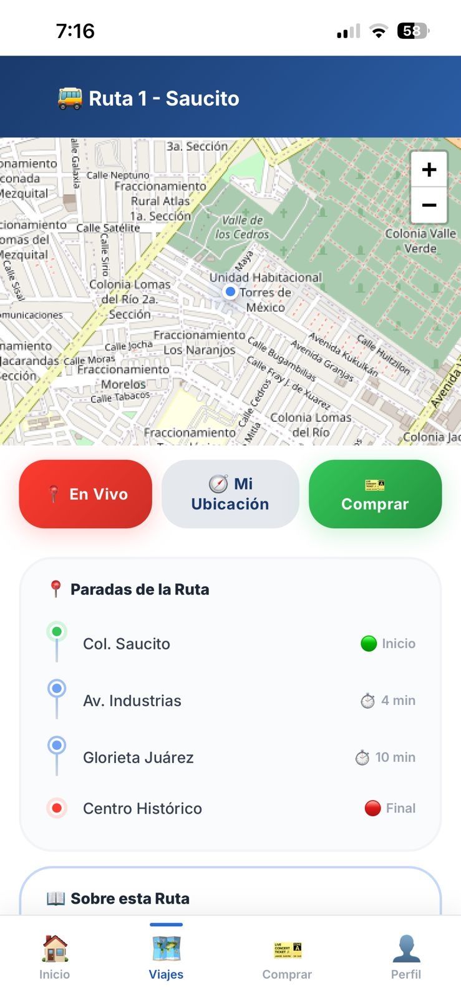 7:16
58
Ruta 1 - Saucito
3a. Sección
alle Galaxia
Calle Neptuno
onamiento
conada
Mezquital
Fraccionamiento
Rural Atlas
1a. Sección
cionamiento
omas del
Mezquital
Calle Satélite
Calle Sirio
Valle de
los Cedros
Colonia Valle
Verde
Calle Sisal
Colonia Lomas
del Río 2a.
Sección
Maya
Unidad Habitacional
Torres de
México
omunicaciones
Fraccionamiento
Los Naranjos
Calle Jocha
namiento
Jacarandas
ección
Calle Moras
Fraccionamiento
Morelos
Calle Tabacos
Calle Bugambilias
Avenida Granjas
Avenida Kukulkán
Calle Huitzilon
Calle Fray J. de Xuarez
Calle Cedros
Mitla
Colonia Lomas
del Río
Avenida
Fraccionamiento
Colonia Jac
+
−
En Vivo
Mi
Ubicación
Comprar
Paradas de la Ruta
Col. Saucito
Inicio
Av. Industrias
4 min
Glorieta Juárez
10 min
Centro Histórico
Final
Sobre esta Ruta
Inicio
Viajes
Comprar
Perfil